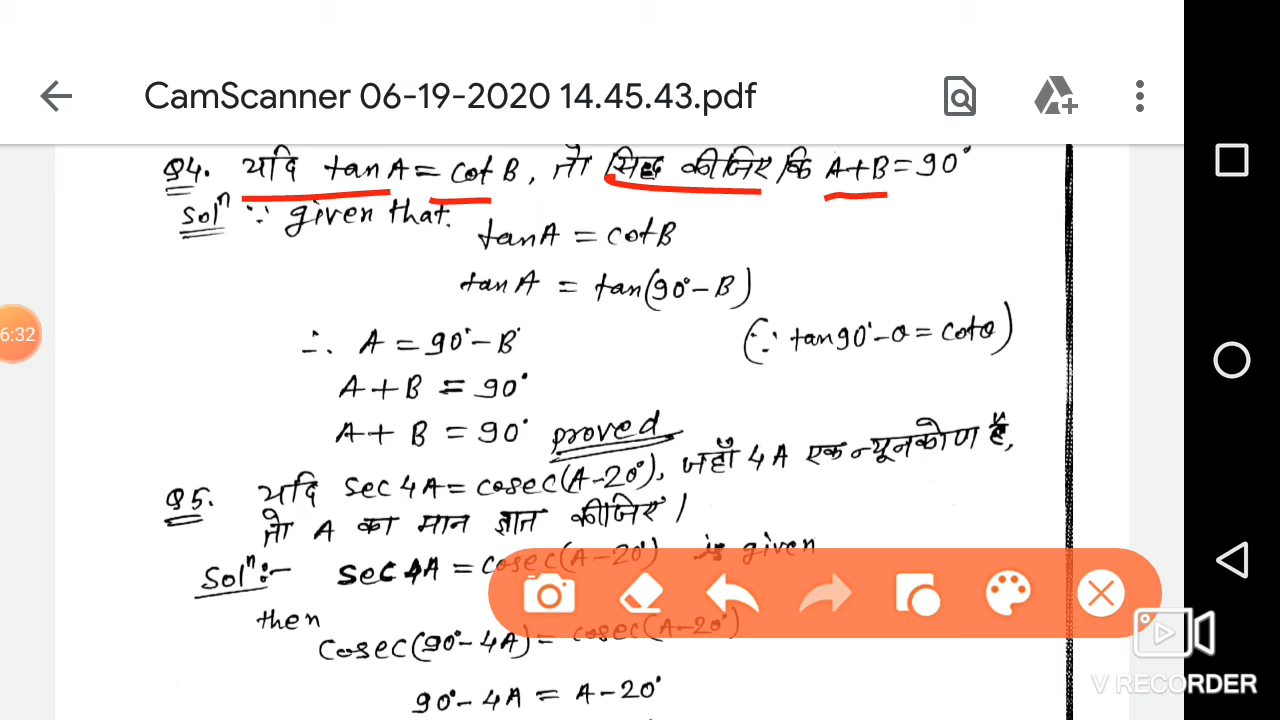 CamScanner 06-19-2020 14.45.43.pdf
Q4. यदि tanA = cotB, तो सिद्ध कीजिए कि A+B=90°
Solⁿ ∵ given that.
tanA = cotB
tanA = tan(90°-B)
∴ A = 90°-B
(∵ tan90°-θ = cotθ)
A+B = 90°
A+B = 90° proved
Q5. यदि sec4A = cosec(A-20°), जहाँ 4A एक न्यूनकोण है,
तो A का मान ज्ञात कीजिए।
Solⁿ:- sec4A = cosec(A-20°) is given
then
cosec(90°-4A) = cosec(A-20°)
90°-4A = A-20°
6:32
V RECORDER